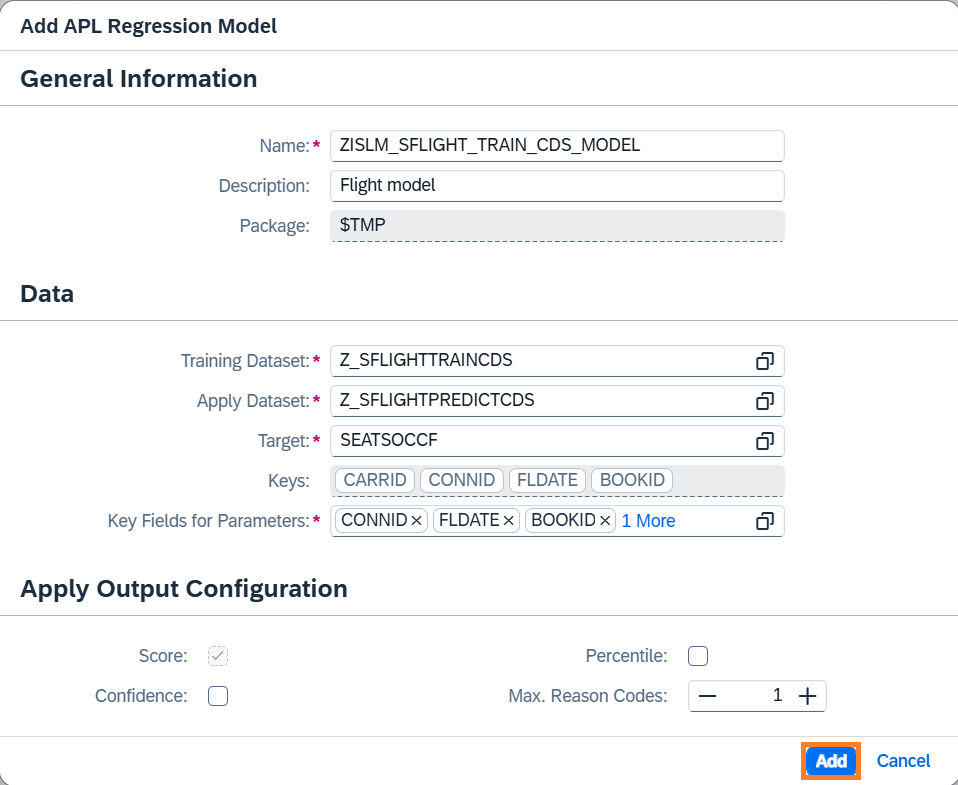 Add APL Regression Model
General Information
Name:* ZISLM_SFLIGHT_TRAIN_CDS_MODEL
Description: Flight model
Package: $TMP
Data
Training Dataset:* Z_SFLIGHTTRAINCDS
Apply Dataset:* Z_SFLIGHTPREDICTCDS
Target:* SEATSOCCF
Keys: CARRID CONNID FLDATE BOOKID
Key Fields for Parameters:* CONNID × FLDATE × BOOKID × 1 More
Apply Output Configuration
Score: Percentile:
Confidence: Max. Reason Codes: 1
Add Cancel